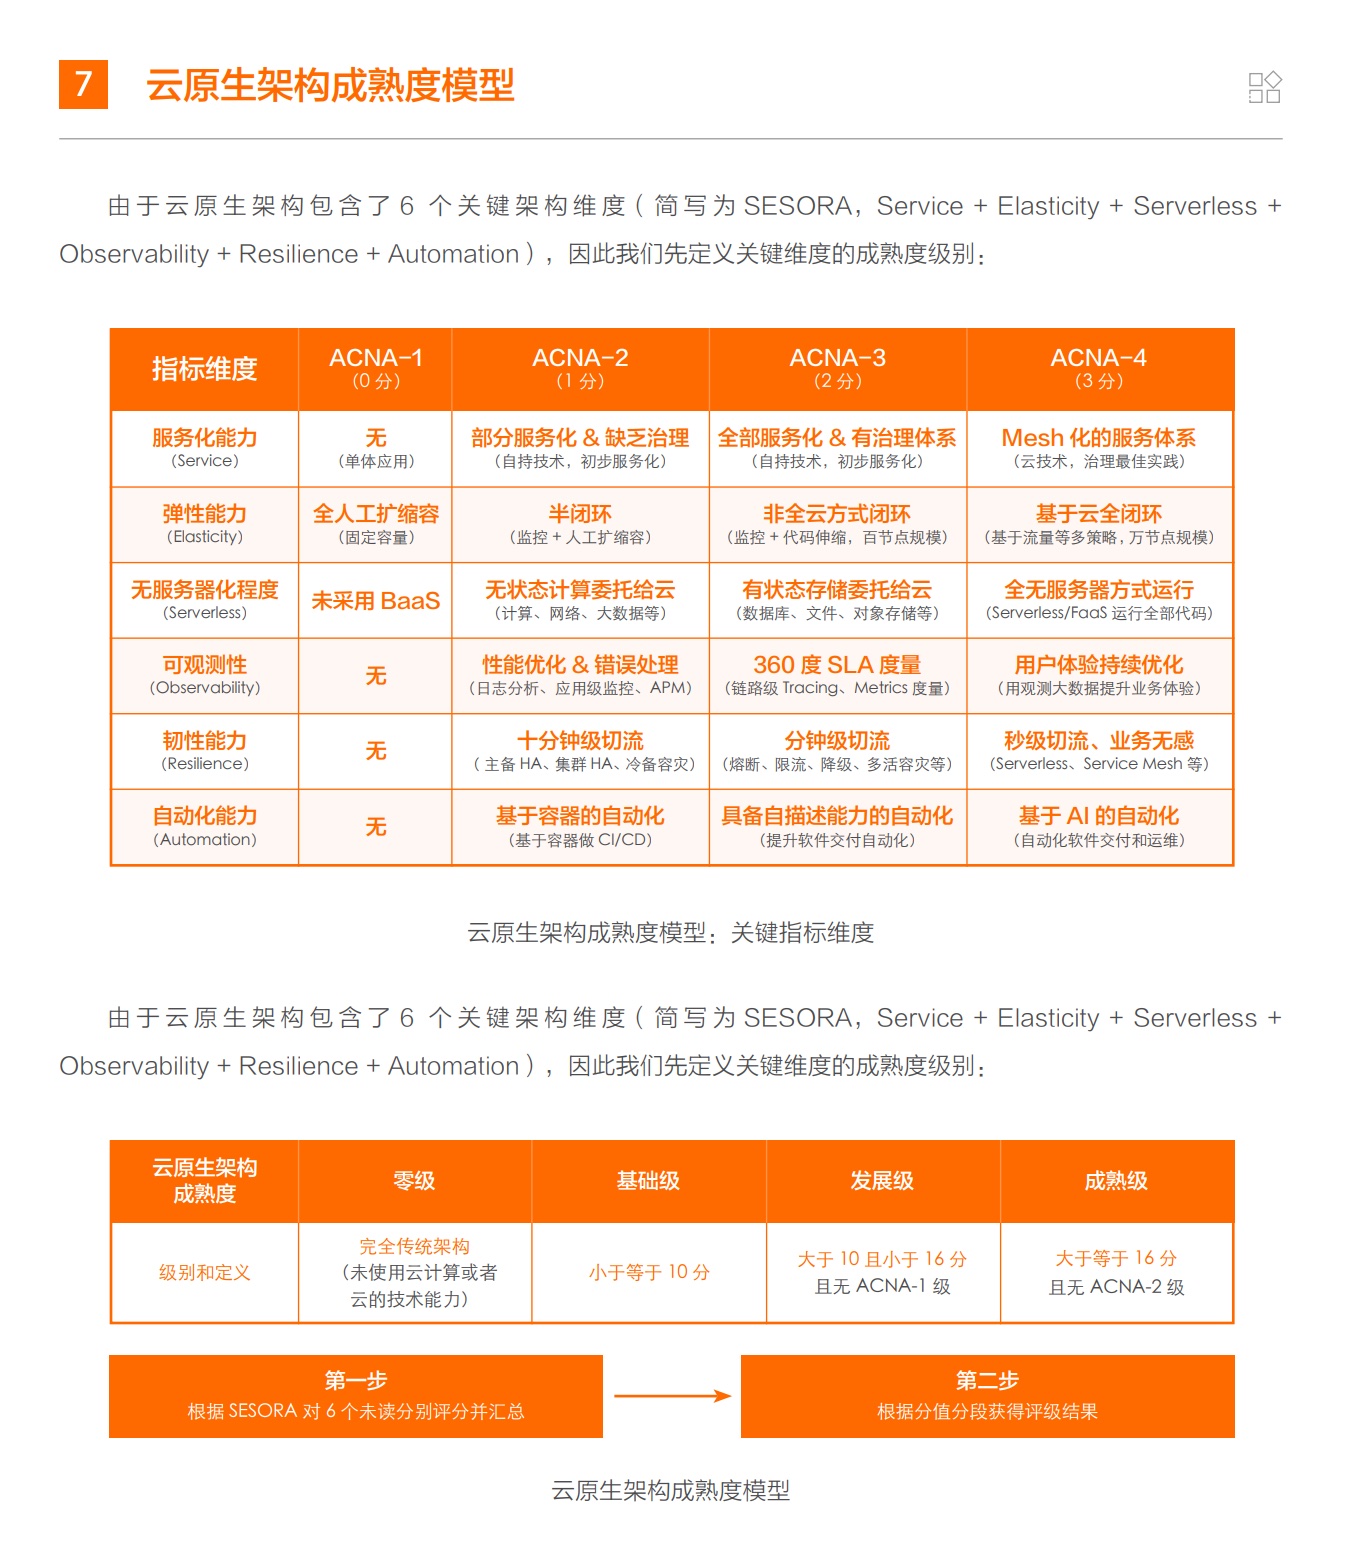 7
云原生架构成熟度模型
由于云原生架构包含了 6 个关键架构维度（简写为 SESORA，Service + Elasticity + Serverless +
Observability + Resilience + Automation），因此我们先定义关键维度的成熟度级别：
指标维度
ACNA-1
（0 分）
ACNA-2
（1 分）
ACNA-3
（2 分）
ACNA-4
（3 分）
服务化能力
（Service）
无
（单体应用）
部分服务化 & 缺乏治理
（自持技术，初步服务化）
全部服务化 & 有治理体系
（自持技术，初步服务化）
Mesh 化的服务体系
（云技术，治理最佳实践）
弹性能力
（Elasticity）
全人工扩缩容
（固定容量）
半闭环
（监控 + 人工扩缩容）
非全云方式闭环
（监控 + 代码伸缩，百节点规模）
基于云全闭环
（基于流量等多策略，万节点规模）
无服务器化程度
（Serverless）
未采用 BaaS
无状态计算委托给云
（计算、网络、大数据等）
有状态存储委托给云
（数据库、文件、对象存储等）
全无服务器方式运行
（Serverless/FaaS 运行全部代码）
可观测性
（Observability）
无
性能优化 & 错误处理
（日志分析、应用级监控、APM）
360 度 SLA 度量
（链路级 Tracing、Metrics 度量）
用户体验持续优化
（用观测大数据提升业务体验）
韧性能力
（Resilience）
无
十分钟级切流
（主备 HA、集群 HA、冷备容灾）
分钟级切流
（熔断、限流、降级、多活容灾等）
秒级切流、业务无感
（Serverless、Service Mesh 等）
自动化能力
（Automation）
无
基于容器的自动化
（基于容器做 CI/CD）
具备自描述能力的自动化
（提升软件交付自动化）
基于 AI 的自动化
（自动化软件交付和运维）
云原生架构成熟度模型：关键指标维度
由于云原生架构包含了 6 个关键架构维度（简写为 SESORA，Service + Elasticity + Serverless +
Observability + Resilience + Automation），因此我们先定义关键维度的成熟度级别：
云原生架构
成熟度
零级
基础级
发展级
成熟级
级别和定义
完全传统架构
（未使用云计算或者
云的技术能力）
小于等于 10 分
大于 10 且小于 16 分
且无 ACNA-1 级
大于等于 16 分
且无 ACNA-2 级
第一步
根据 SESORA 对 6 个未读分别评分并汇总
第二步
根据分值分段获得评级结果
云原生架构成熟度模型